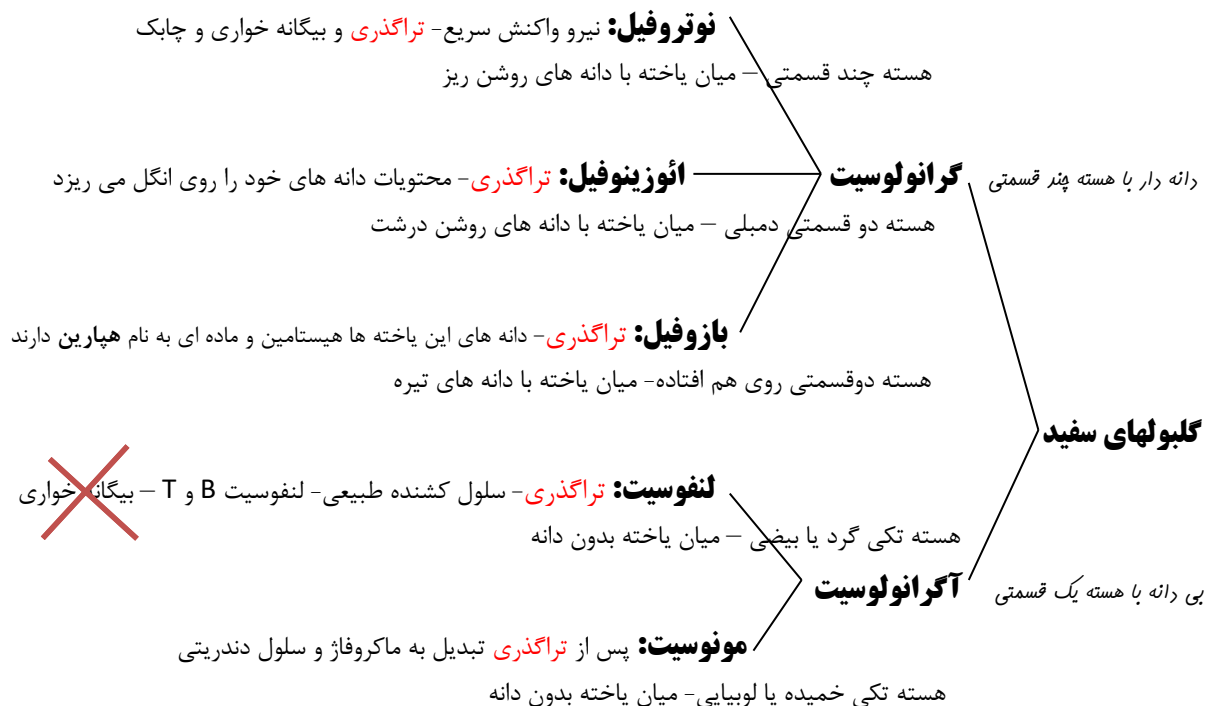 نوتروفیل: نیرو واکنش سریع- تراگذری و بیگانه خواری و چابک
هسته چند قسمتی – میان یاخته با دانه های روشن ریز
دانه دار با هسته چند قسمتی
گرانولوسیت
ائوزینوفیل: تراگذری- محتویات دانه های خود را روی انگل می ریزد
هسته دو قسمتی دمبلی – میان یاخته با دانه های روشن درشت
بازوفیل: تراگذری- دانه های این یاخته ها هیستامین و ماده ای به نام هپارین دارند
هسته دوقسمتی روی هم افتاده- میان یاخته با دانه های تیره
گلبولهای سفید
لنفوسیت: تراگذری- سلول کشنده طبیعی- لنفوسیت B و T – بیگانه خواری
هسته تکی گرد یا بیضی – میان یاخته بدون دانه
بی دانه با هسته یک قسمتی
آگرانولوسیت
مونوسیت: پس از تراگذری تبدیل به ماکروفاژ و سلول دندریتی
هسته تکی خمیده یا لوبیایی- میان یاخته بدون دانه